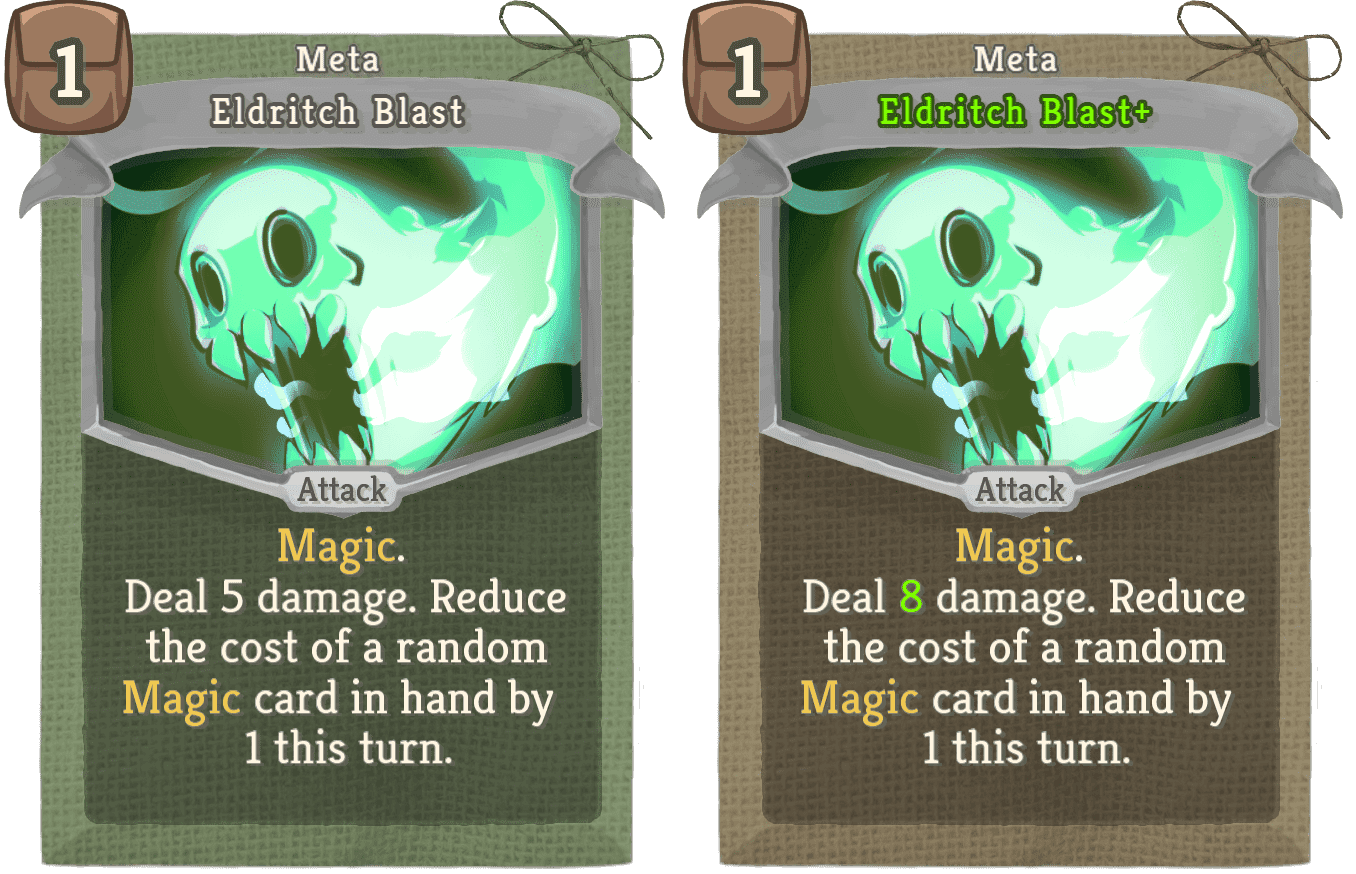 1
Meta
Eldritch Blast
Attack
Magic.
Deal 5 damage. Reduce
the cost of a random
Magic card in hand by
1 this turn.
1
Meta
Eldritch Blast+
Attack
Magic.
Deal 8 damage. Reduce
the cost of a random
Magic card in hand by
1 this turn.